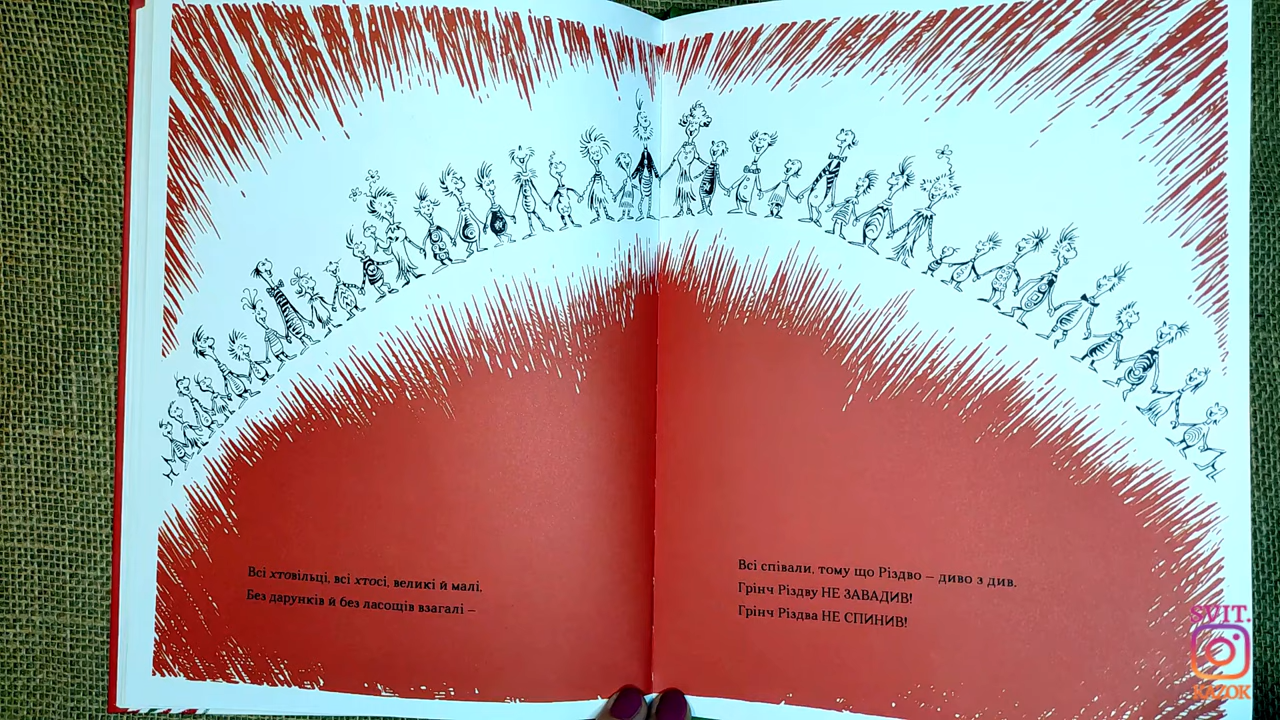 Всі хтовільці, всі хтосі, великі й малі,
Без дарунків й без ласощів взагалі –
Всі співали, тому що Різдво – диво з див.
Грінч Різдву НЕ ЗАВАДИВ!
Грінч Різдва НЕ СПИНИВ!
SVIT.
KAZOK